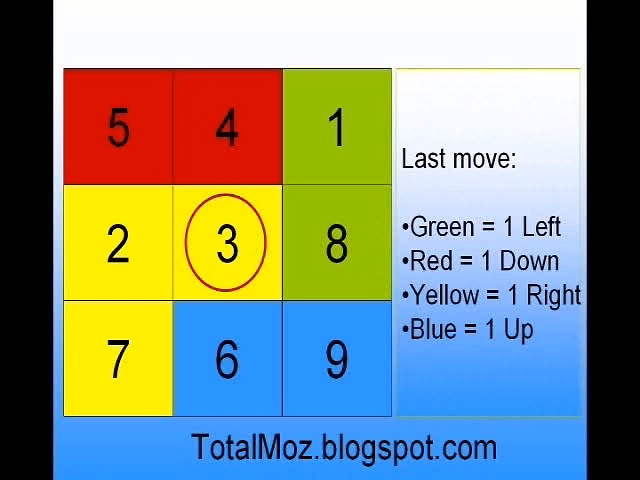 5 4 1
2 3 8
7 6 9
Last move:
•Green = 1 Left
•Red = 1 Down
•Yellow = 1 Right
•Blue = 1 Up
TotalMoz.blogspot.com